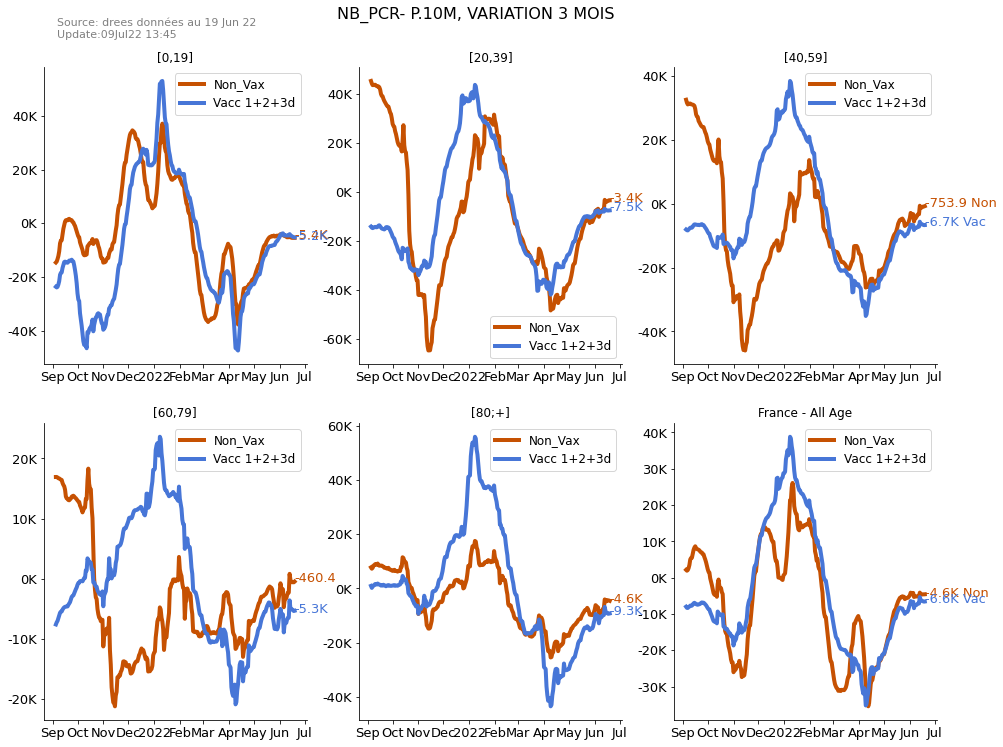 NB_PCR- P.10M, VARIATION 3 MOIS
Source: drees données au 19 Jun 22
Update:09Jul22 13:45
[0,19]
Non_Vax
Vacc 1+2+3d
40K
20K
0K
-20K
-40K
Sep Oct Nov Dec 2022 Feb Mar Apr May Jun Jul
[20,39]
Non_Vax
Vacc 1+2+3d
40K
20K
0K
-20K
-40K
-60K
-3.4K
-7.5K
Sep Oct Nov Dec 2022 Feb Mar Apr May Jun Jul
[40,59]
Non_Vax
Vacc 1+2+3d
40K
20K
0K
-20K
-40K
-753.9 Non
-6.7K Vac
Sep Oct Nov Dec 2022 Feb Mar Apr May Jun Jul
[60,79]
Non_Vax
Vacc 1+2+3d
20K
10K
0K
-10K
-20K
-460.4
-5.3K
Sep Oct Nov Dec 2022 Feb Mar Apr May Jun Jul
[80;+]
Non_Vax
Vacc 1+2+3d
60K
40K
20K
0K
-20K
-40K
-4.6K
-9.3K
Sep Oct Nov Dec 2022 Feb Mar Apr May Jun Jul
France - All Age
Non_Vax
Vacc 1+2+3d
40K
30K
20K
10K
0K
-10K
-20K
-30K
-4.6K Non
-6.6K Vac
Sep Oct Nov Dec 2022 Feb Mar Apr May Jun Jul